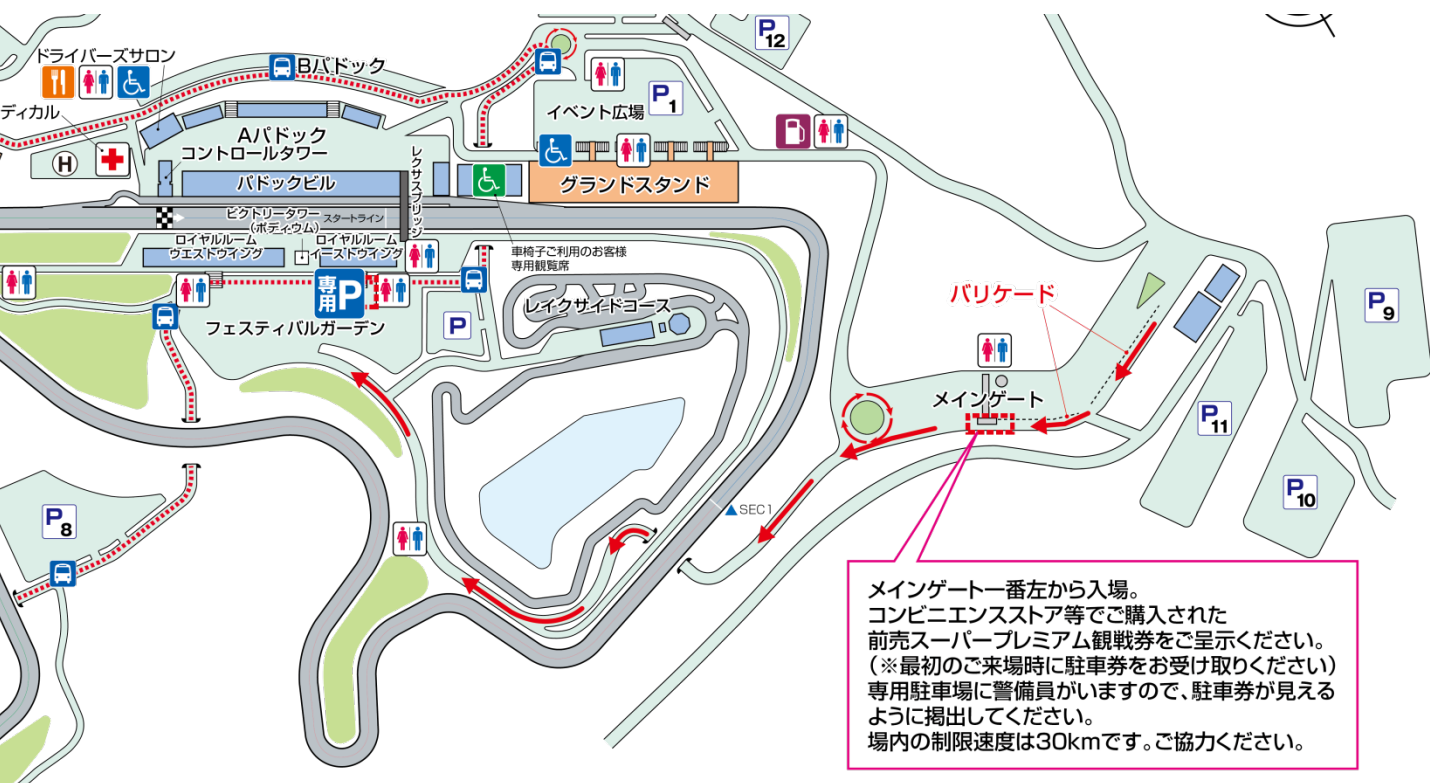 P12
ドライバーズサロン
Bパドック
P1
イベント広場
ディカル
Aパドック
コントロールタワー
H
パドックビル
レクサスブリッジ
グランドスタンド
ビクトリータワー
(ポディウム)
スタートライン
ロイヤルルーム
ウエストウイング
ロイヤルルーム
イーストウイング
車椅子ご利用のお客様
専用観覧席
専用P
フェスティバルガーデン
P
レイクサイドコース
バリケード
P9
メインゲート
P11
P10
P8
▲SEC1
メインゲート一番左から入場。
コンビニエンスストア等でご購入された
前売スーパープレミアム観戦券をご呈示ください。
(※最初のご来場時に駐車券をお受け取りください)
専用駐車場に警備員がいますので、駐車券が見える
ように掲出してください。
場内の制限速度は30kmです。ご協力ください。